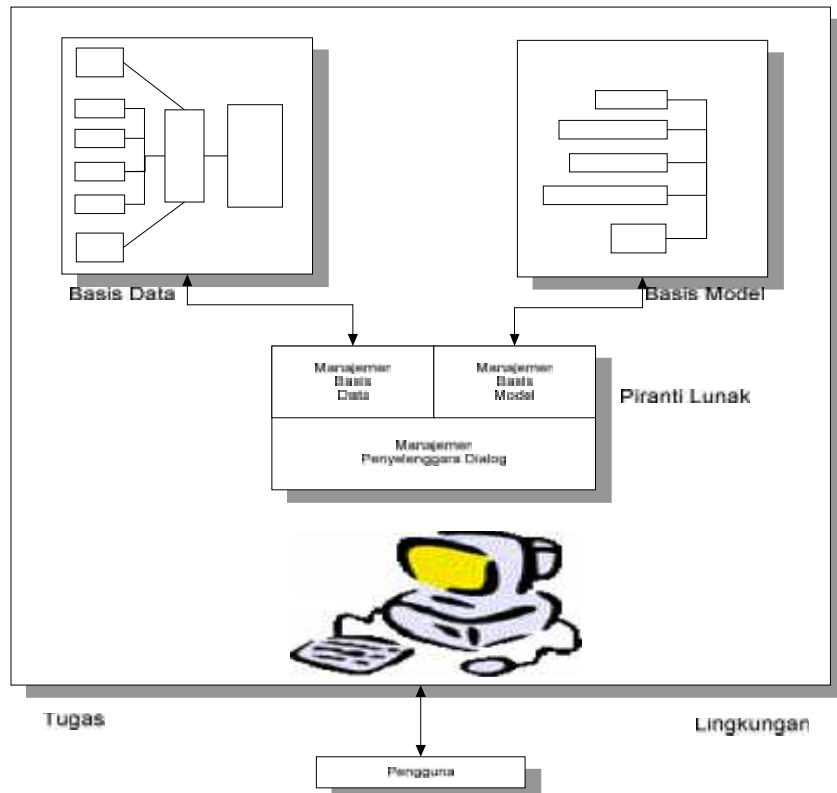 Basis Data
Basis Model
Manajemen
Basis
Data
Manajemen
Basis
Model
Piranti Lunak
Manajemen
Penyelenggara Dialog
Tugas
Lingkungan
Pengguna